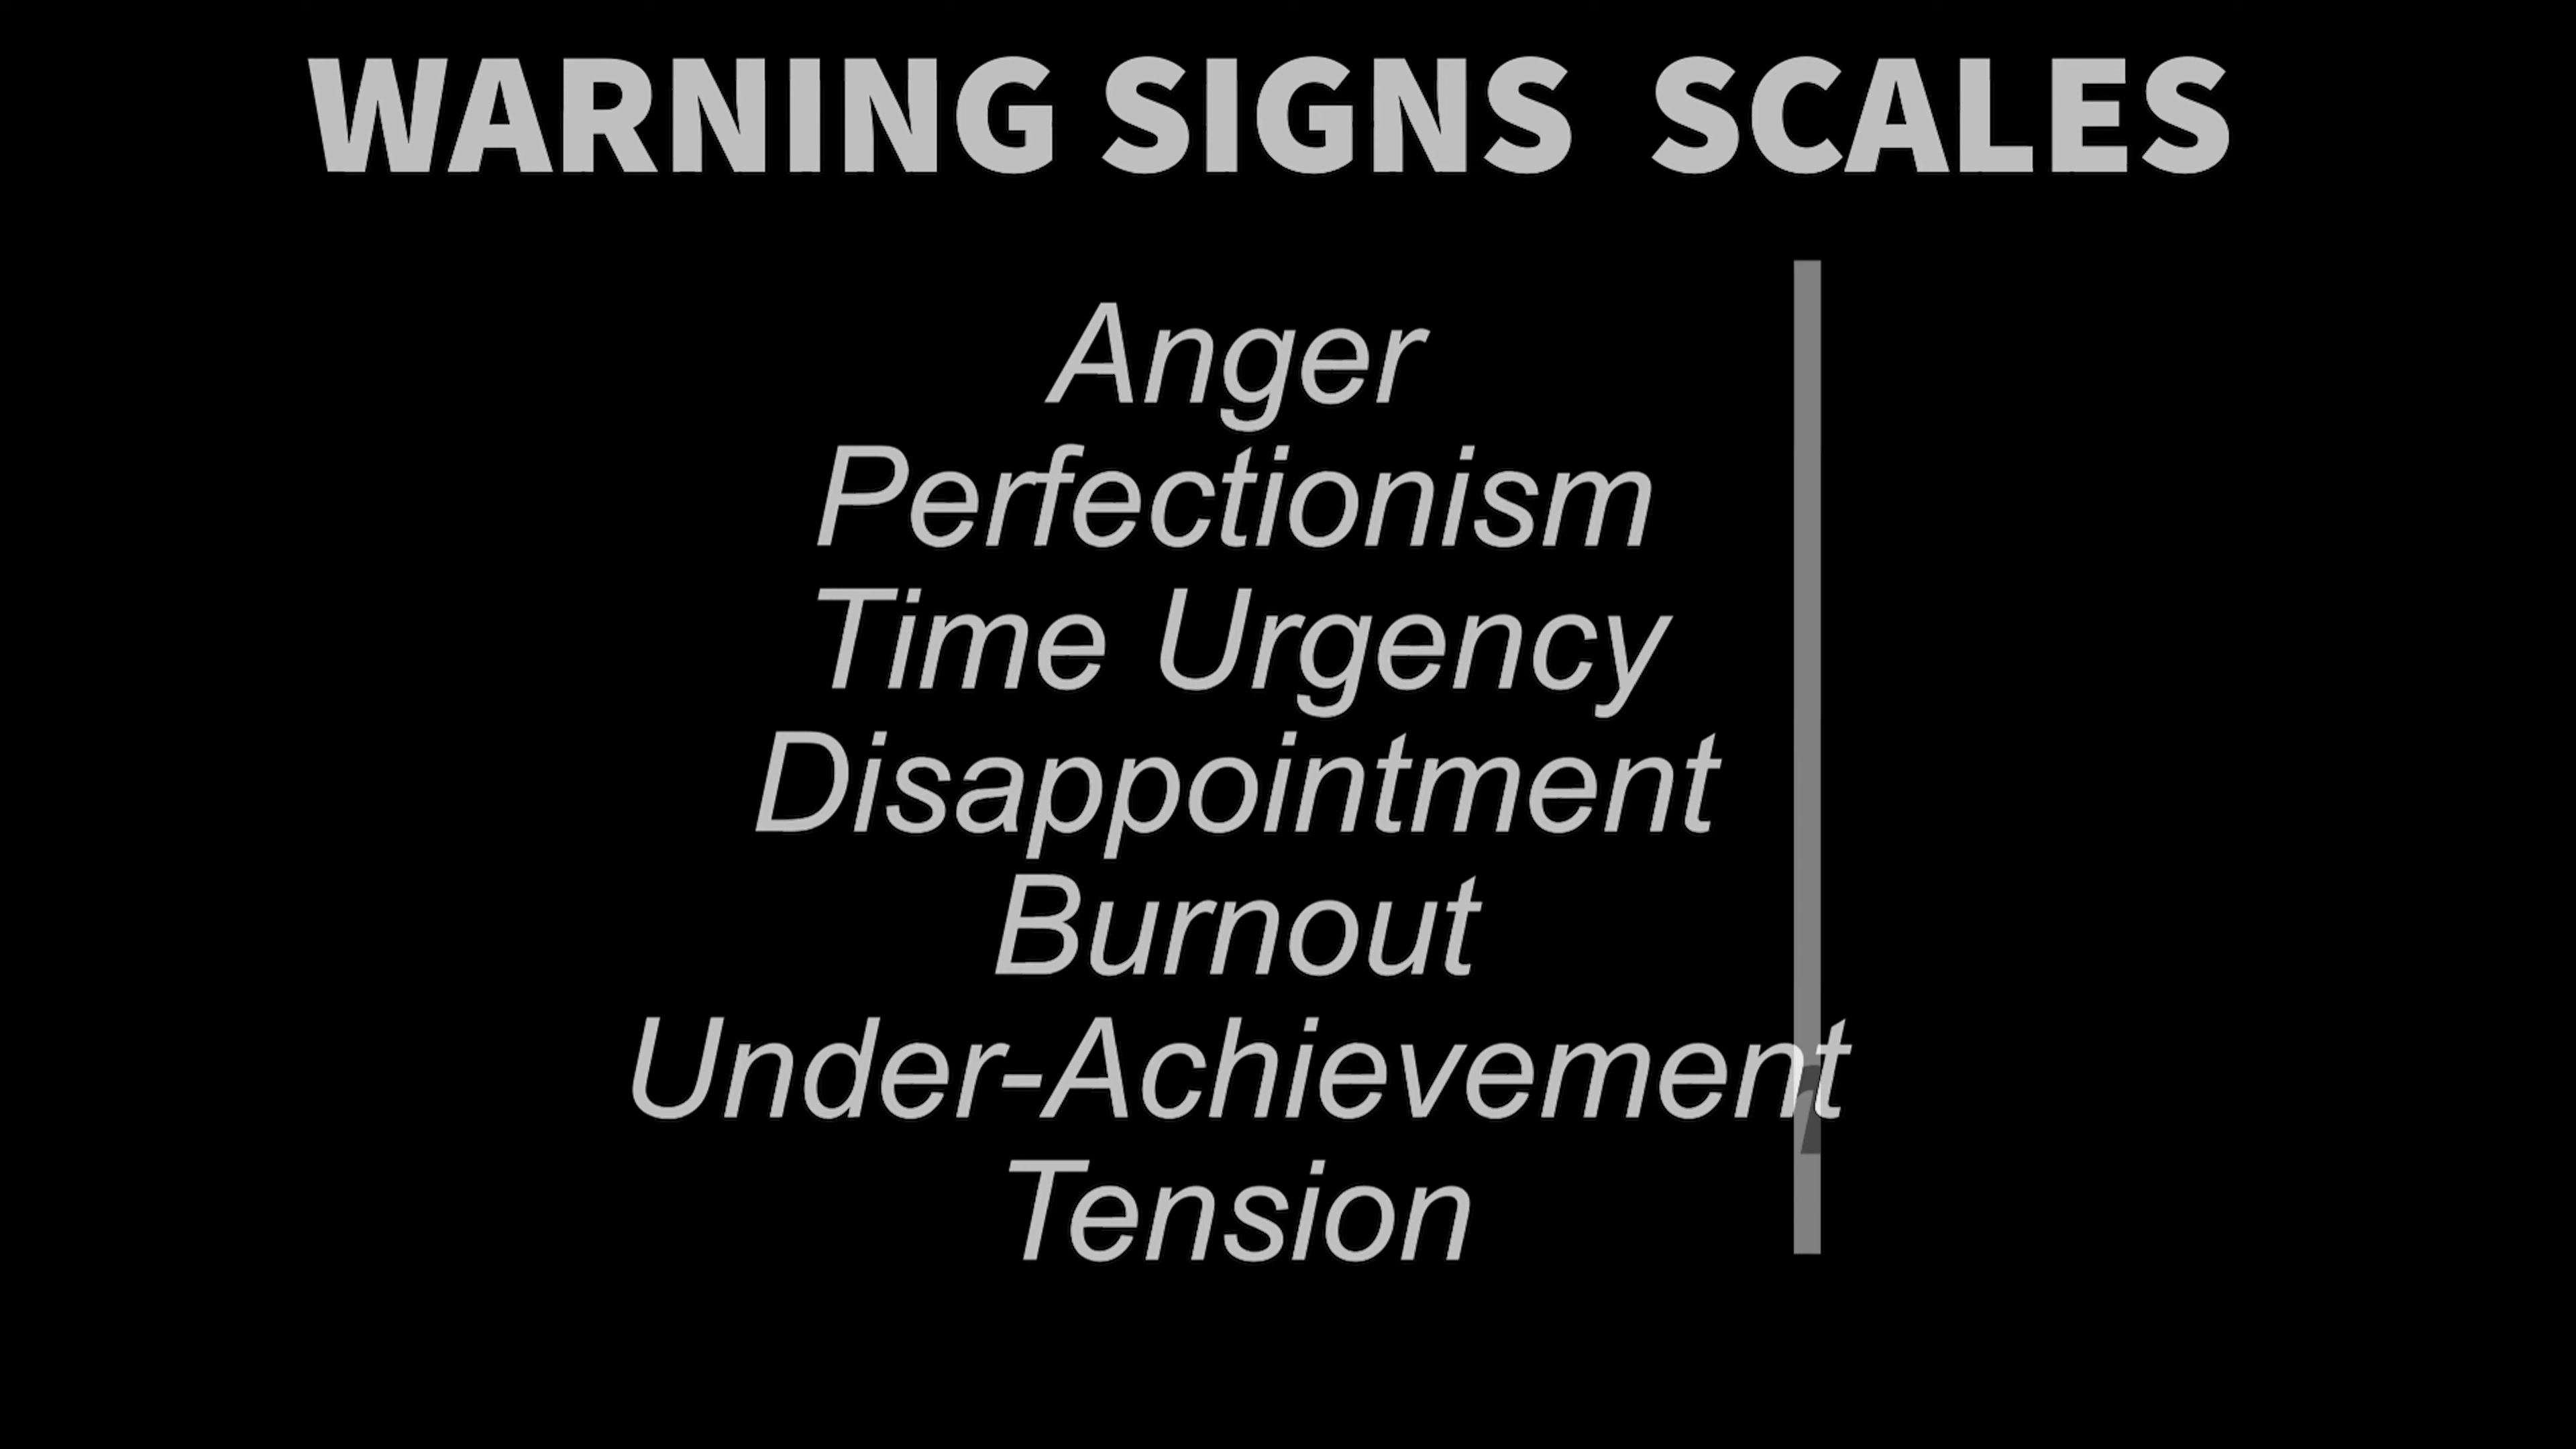 WARNING SIGNS SCALES
Anger
Perfectionism
Time Urgency
Disappointment
Burnout
Under-Achievement
Tension